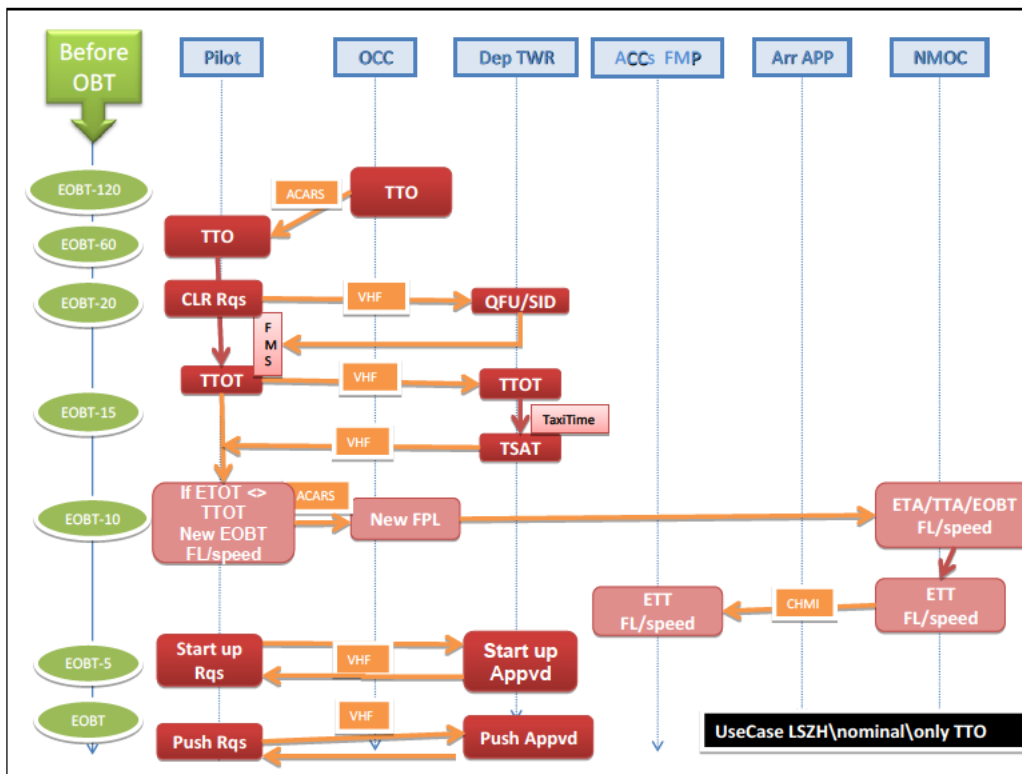 Before
OBT
Pilot
OCC
Dep TWR
ACCs FMP
Arr APP
NMOC
EOBT-120
ACARS
TTO
TTO
EOBT-60
EOBT-20
CLR Rqs
VHF
QFU/SID
F
M
S
TTOT
VHF
TTOT
EOBT-15
TaxiTime
VHF
TSAT
EOBT-10
If ETOT <>
TTOT
New EOBT
FL/speed
ACARS
New FPL
ETA/TTA/EOBT
FL/speed
ETT
FL/speed
CHMI
ETT
FL/speed
EOBT-5
Start up
Rqs
VHF
Start up
Appvd
EOBT
VHF
Push Rqs
Push Appvd
UseCase LSZH\nominal\only TTO